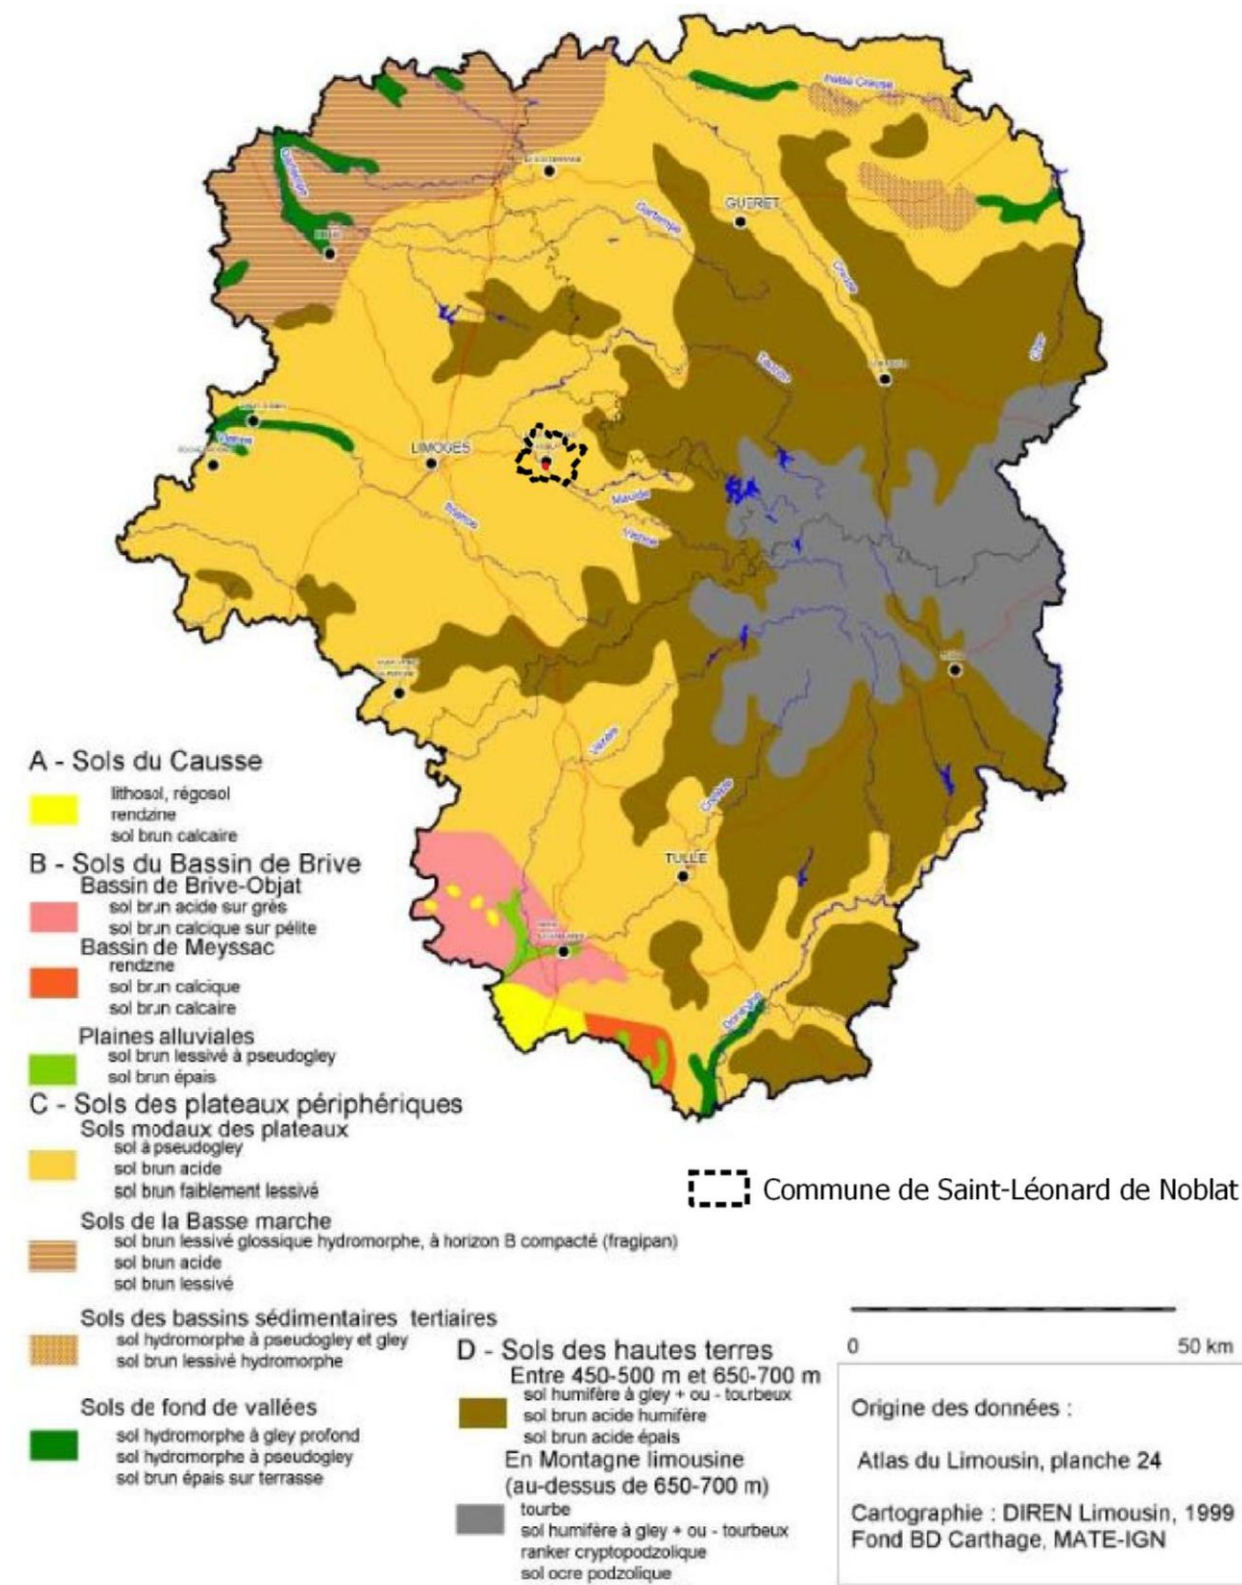 Petite Creuse
GUERET
Gartempe
Creuse
Cher
Taurion
LIMOGES
Maulde
Vienne
Briance
Vézère
Corrèze
TULLE
Dordogne
A - Sols du Causse
lithosol, régosol
rendzine
sol brun calcaire
B - Sols du Bassin de Brive
Bassin de Brive-Objat
sol brun acide sur grès
sol brun calcique sur pélite
Bassin de Meyssac
rendzine
sol brun calcique
sol brun calcaire
Plaines alluviales
sol brun lessivé à pseudogley
sol brun épais
C - Sols des plateaux périphériques
Sols modaux des plateaux
sol à pseudogley
sol brun acide
sol brun faiblement lessivé
Sols de la Basse marche
sol brun lessivé glossique hydromorphe, à horizon B compacté (fragipan)
sol brun acide
sol brun lessivé
Sols des bassins sédimentaires tertiaires
sol hydromorphe à pseudogley et gley
sol brun lessivé hydromorphe
Sols de fond de vallées
sol hydromorphe à gley profond
sol hydromorphe à pseudogley
sol brun épais sur terrasse
D - Sols des hautes terres
Entre 450-500 m et 650-700 m
sol humifère à gley + ou - tourbeux
sol brun acide humifère
sol brun acide épais
En Montagne limousine
(au-dessus de 650-700 m)
tourbe
sol humifère à gley + ou - tourbeux
ranker cryptopodzolique
sol ocre podzolique
Commune de Saint-Léonard de Noblat
0 50 km
Origine des données :
Atlas du Limousin, planche 24
Cartographie : DIREN Limousin, 1999
Fond BD Carthage, MATE-IGN